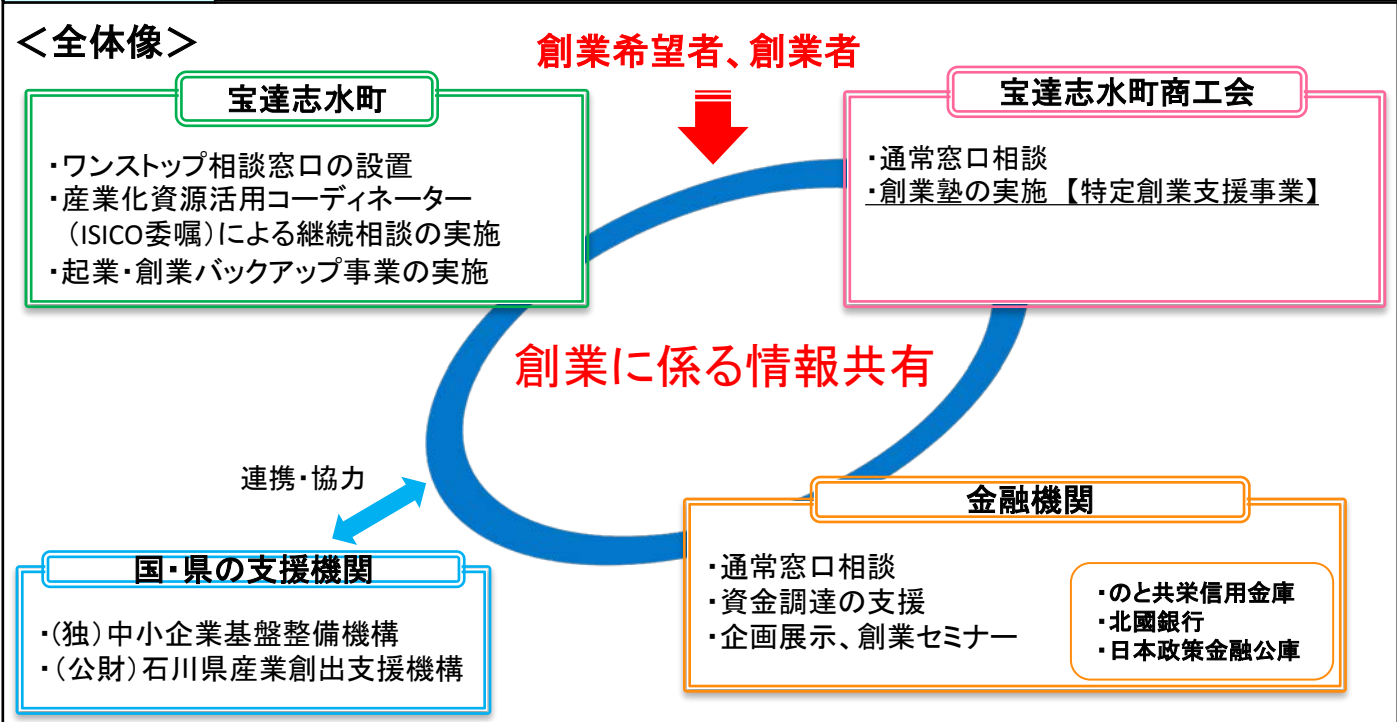 ＜全体像＞
創業希望者、創業者
宝達志水町
・ワンストップ相談窓口の設置
・産業化資源活用コーディネーター
（ISICO委嘱）による継続相談の実施
・起業・創業バックアップ事業の実施
宝達志水町商工会
・通常窓口相談
・創業塾の実施 【特定創業支援事業】
創業に係る情報共有
連携・協力
国・県の支援機関
・（独）中小企業基盤整備機構
・（公財）石川県産業創出支援機構
金融機関
・通常窓口相談
・資金調達の支援
・企画展示、創業セミナー
・のと共栄信用金庫
・北國銀行
・日本政策金融公庫